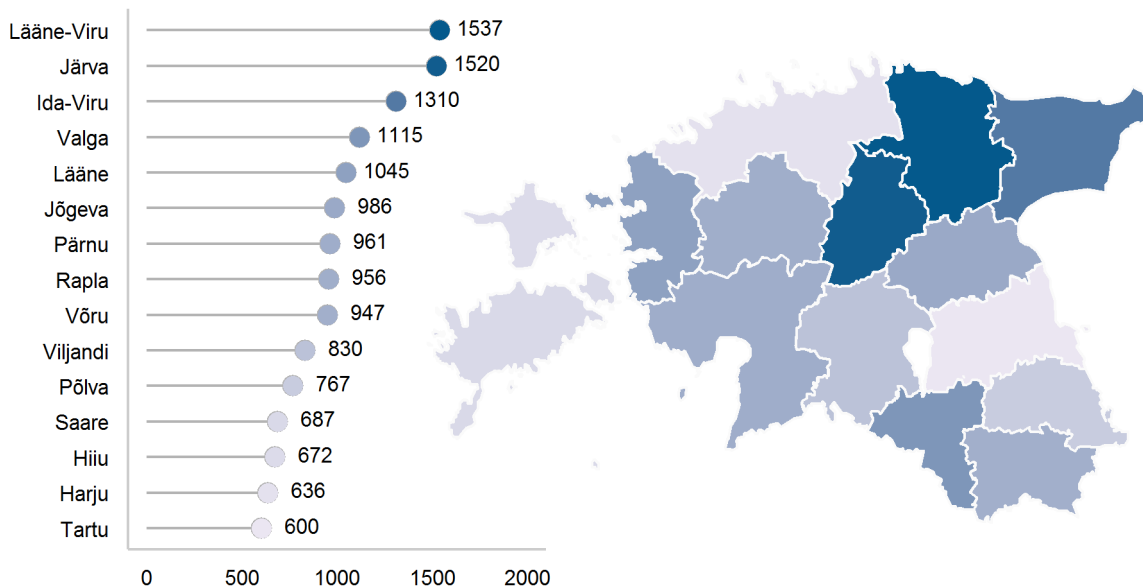 Lääne-Viru 1537
Järva 1520
Ida-Viru 1310
Valga 1115
Lääne 1045
Jõgeva 986
Pärnu 961
Rapla 956
Võru 947
Viljandi 830
Põlva 767
Saare 687
Hiiu 672
Harju 636
Tartu 600
0 500 1000 1500 2000